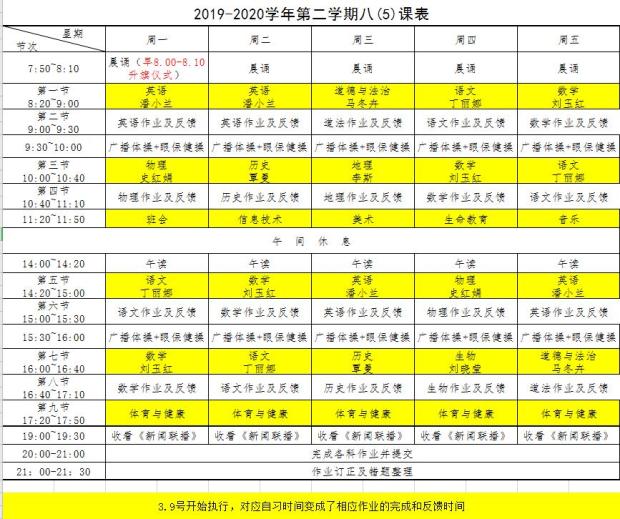 2019-2020学年第二学期八(5)课表
星期
节次
周一 周二 周三 周四 周五
7:50~8:10 晨诵（早8.00-8.10升旗仪式） 晨诵 晨诵 晨诵 晨诵
第一节 英语 英语 道德与法治 语文 数学
8:20~9:00 潘小兰 潘小兰 马冬卉 丁丽娜 刘玉红
第二节
9:00~9:30 英语作业及反馈 英语作业及反馈 道法作业及反馈 语文作业及反馈 数学作业及反馈
9:30~10:00 广播体操+眼保健操 广播体操+眼保健操 广播体操+眼保健操 广播体操+眼保健操 广播体操+眼保健操
第三节 物理 历史 地理 数学 语文
10:00~10:40 史红娟 覃曼 李斯 刘玉红 丁丽娜
第四节
10:40~11:10 物理作业及反馈 历史作业及反馈 地理作业及反馈 数学作业及反馈 语文作业及反馈
11:20~11:50 班会 信息技术 美术 生命教育 音乐
午 间 休 息
14:00~14:20 午读 午读 午读 午读 午读
第五节 语文 数学 英语 物理 英语
14:20~15:00 丁丽娜 刘玉红 潘小兰 史红娟 潘小兰
第六节
15:00~15:30 语文作业及反馈 数学作业及反馈 英语作业及反馈 物理作业及反馈 英语作业及反馈
15:30~16:00 广播体操+眼保健操 广播体操+眼保健操 广播体操+眼保健操 广播体操+眼保健操 广播体操+眼保健操
第七节 数学 语文 历史 生物 道德与法治
16:00~16:40 刘玉红 丁丽娜 覃曼 刘晓莹 马冬卉
第八节
16:40~17:10 数学作业及反馈 语文作业及反馈 历史作业及反馈 生物作业及反馈 道法作业及反馈
第九节
17:20~17:50 体育与健康 体育与健康 体育与健康 体育与健康 体育与健康
19:00~19:30 收看《新闻联播》 收看《新闻联播》 收看《新闻联播》 收看《新闻联播》 收看《新闻联播》
20:00-21:00 完成各科作业并提交
21：00-21：30 作业订正及错题整理
3.9号开始执行，对应自习时间变成了相应作业的完成和反馈时间